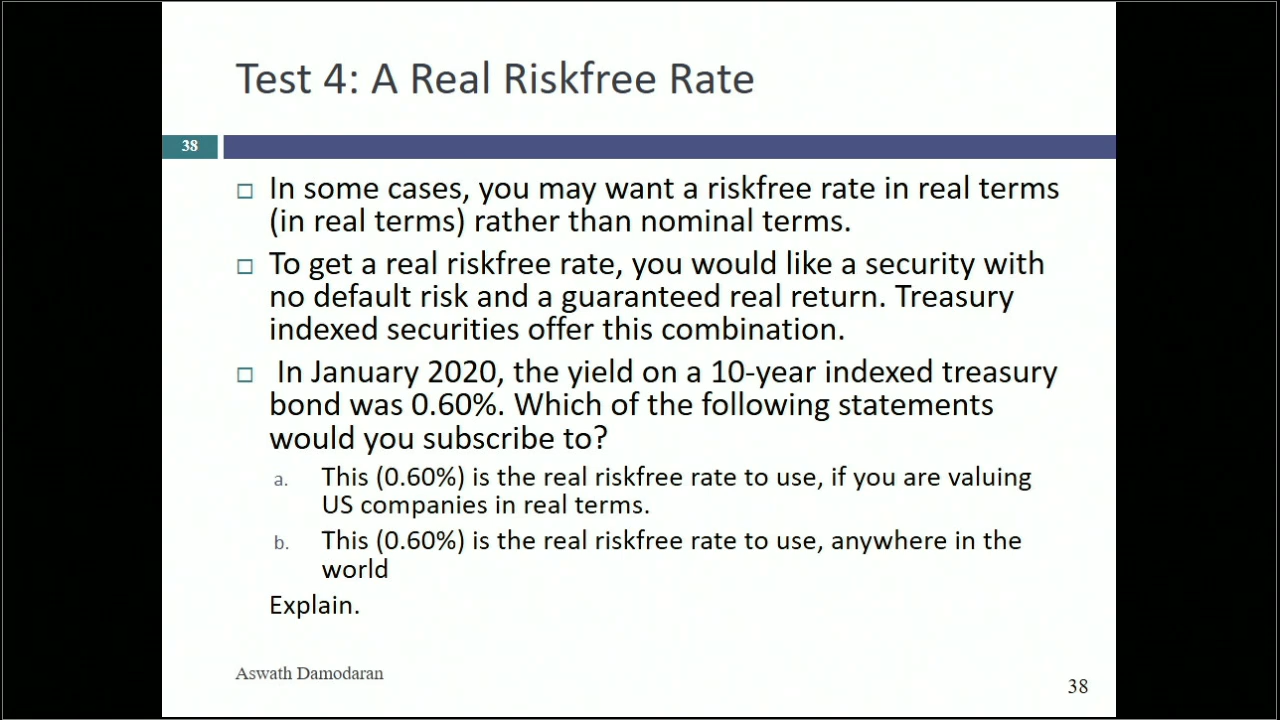 Test 4: A Real Riskfree Rate
38
In some cases, you may want a riskfree rate in real terms
(in real terms) rather than nominal terms.
To get a real riskfree rate, you would like a security with
no default risk and a guaranteed real return. Treasury
indexed securities offer this combination.
In January 2020, the yield on a 10-year indexed treasury
bond was 0.60%. Which of the following statements
would you subscribe to?
a. This (0.60%) is the real riskfree rate to use, if you are valuing
US companies in real terms.
b. This (0.60%) is the real riskfree rate to use, anywhere in the
world
Explain.
Aswath Damodaran
38